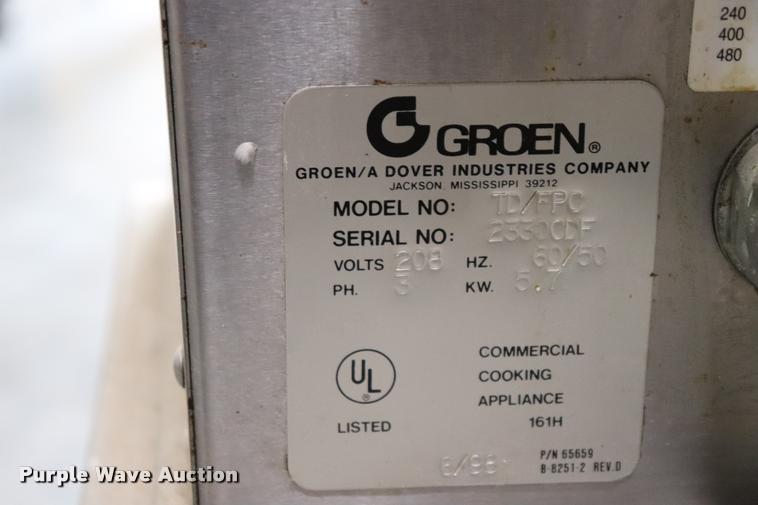 240
400
480
G GROEN®
GROEN/A DOVER INDUSTRIES COMPANY
JACKSON, MISSISSIPPI 39212
MODEL NO: TD/FPC
SERIAL NO: 2330CDF
VOLTS 208 HZ. 60/50
PH. 3 KW.
UL®
LISTED
COMMERCIAL
COOKING
APPLIANCE
161H
P/N 65659
B-8251-2 REV.D
Purple Wave Auction